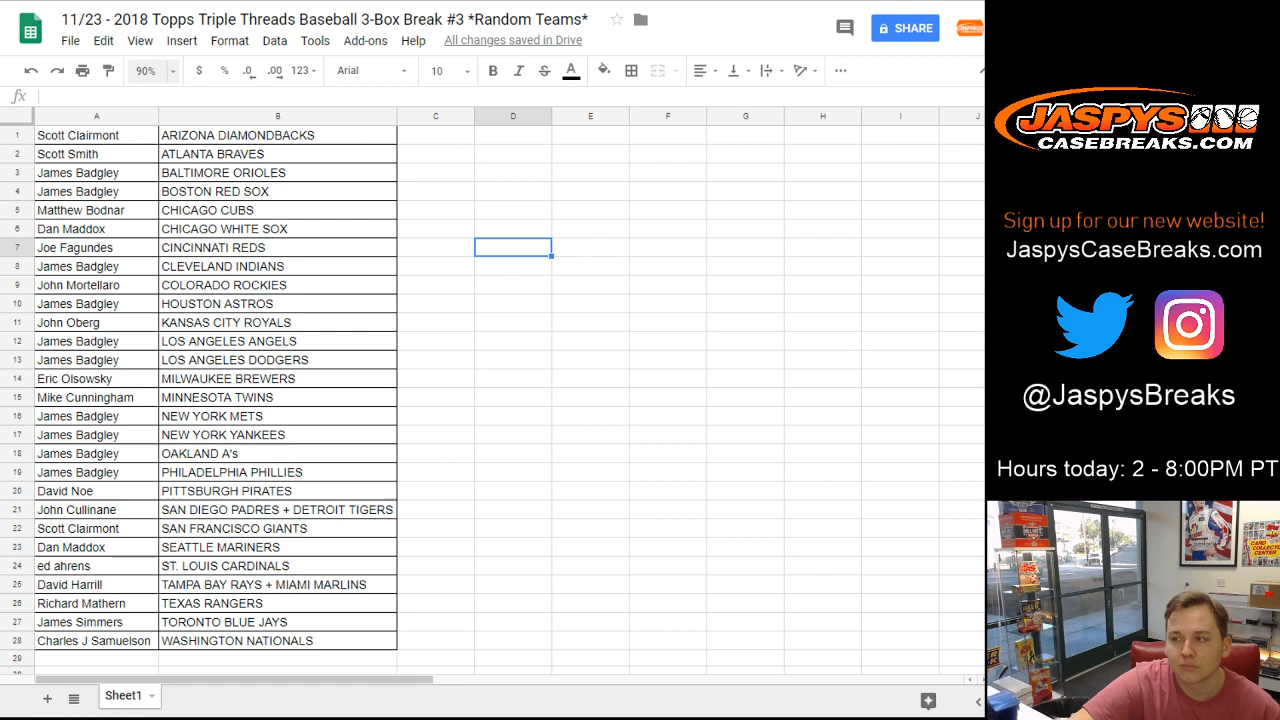 11/23 - 2018 Topps Triple Threads Baseball 3-Box Break #3 *Random Teams*
File Edit View Insert Format Data Tools Add-ons Help All changes saved in Drive
SHARE
90% $ % .0 .00 123 Arial 10 B I S A
fx
A B C D E F G H I J
1 Scott Clairmont ARIZONA DIAMONDBACKS
2 Scott Smith ATLANTA BRAVES
3 James Badgley BALTIMORE ORIOLES
4 James Badgley BOSTON RED SOX
5 Matthew Bodnar CHICAGO CUBS
6 Dan Maddox CHICAGO WHITE SOX
7 Joe Fagundes CINCINNATI REDS
8 James Badgley CLEVELAND INDIANS
9 John Mortellaro COLORADO ROCKIES
10 James Badgley HOUSTON ASTROS
11 John Oberg KANSAS CITY ROYALS
12 James Badgley LOS ANGELES ANGELS
13 James Badgley LOS ANGELES DODGERS
14 Eric Olsowsky MILWAUKEE BREWERS
15 Mike Cunningham MINNESOTA TWINS
16 James Badgley NEW YORK METS
17 James Badgley NEW YORK YANKEES
18 James Badgley OAKLAND A's
19 James Badgley PHILADELPHIA PHILLIES
20 David Noe PITTSBURGH PIRATES
21 John Cullinane SAN DIEGO PADRES + DETROIT TIGERS
22 Scott Clairmont SAN FRANCISCO GIANTS
23 Dan Maddox SEATTLE MARINERS
24 ed ahrens ST. LOUIS CARDINALS
25 David Harrill TAMPA BAY RAYS + MIAMI MARLINS
26 Richard Mathern TEXAS RANGERS
27 James Simmers TORONTO BLUE JAYS
28 Charles J Samuelson WASHINGTON NATIONALS
29
Sheet1
JASPYS
CASEBREAKS.COM
Sign up for our new website!
JaspysCaseBreaks.com
@JaspysBreaks
Hours today: 2 - 8:00PM PT
CARD
COLLECTOR
CENTER